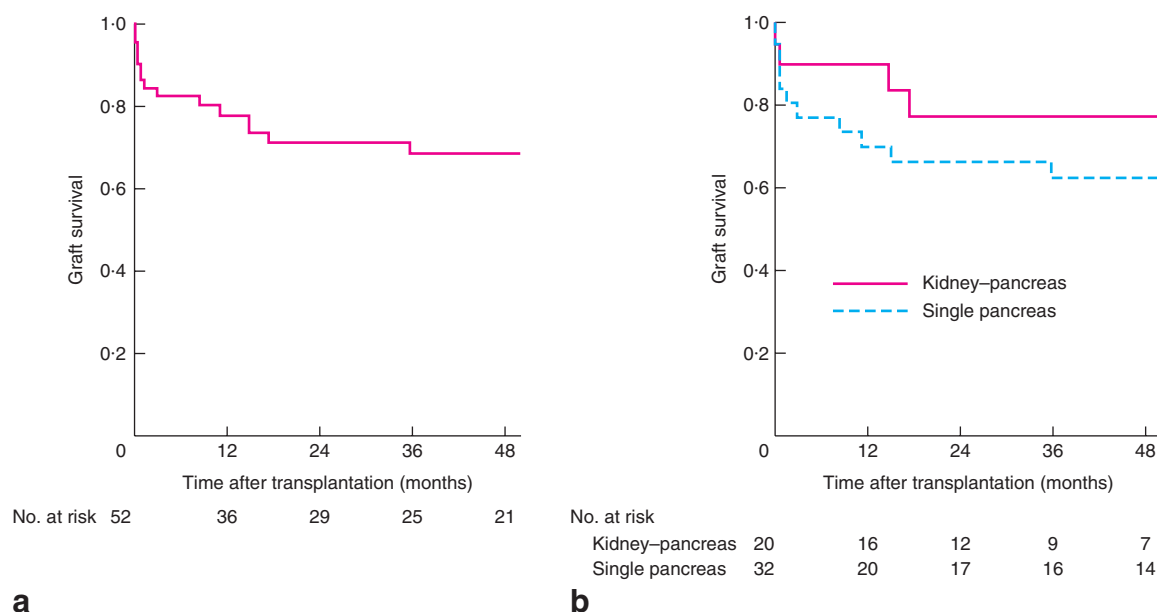 1·0
0·8
0·6
0·4
0·2
0
Graft survival
12
24
36
48
Time after transplantation (months)
No. at risk 52 36 29 25 21
a
1·0
0·8
0·6
0·4
0·2
0
Graft survival
Kidney–pancreas
Single pancreas
12
24
36
48
Time after transplantation (months)
No. at risk
Kidney–pancreas 20 16 12 9 7
Single pancreas 32 20 17 16 14
b